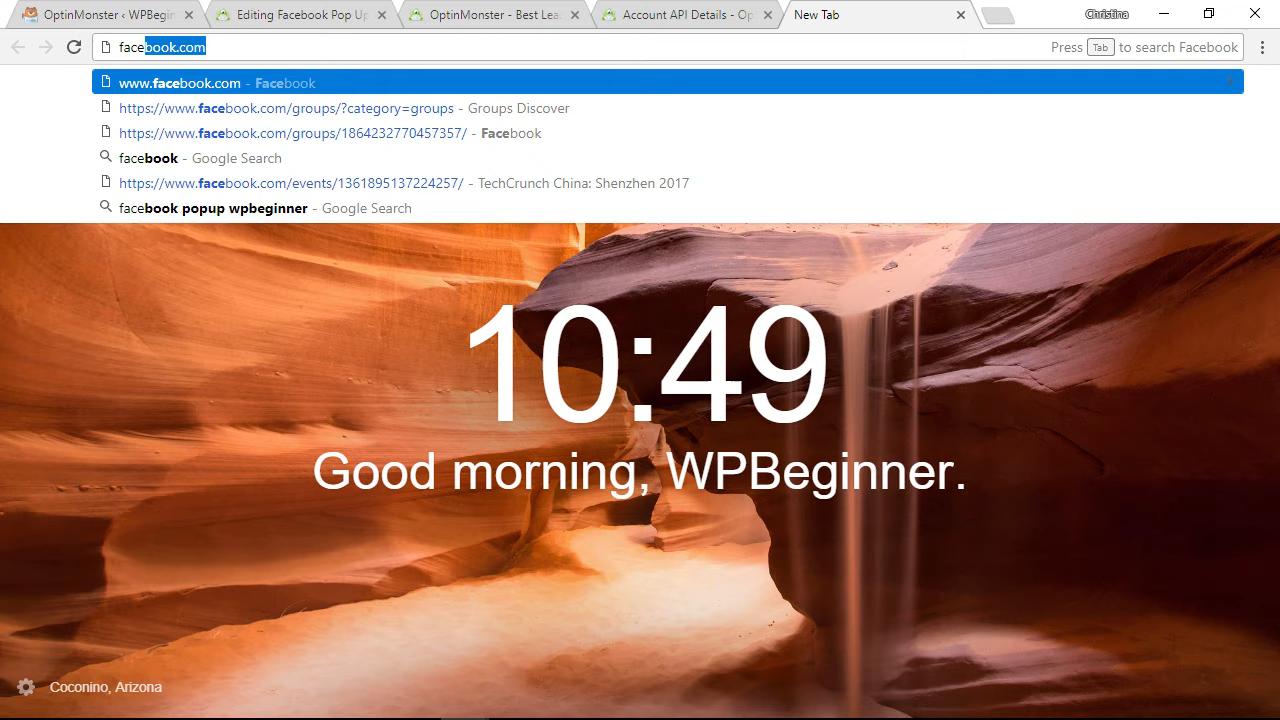 OptinMonster ‹ WPBegin
Editing Facebook Pop Up
OptinMonster - Best Lea
Account API Details - Op
New Tab
Christina
facebook.com
Press Tab to search Facebook
www.facebook.com - Facebook
https://www.facebook.com/groups/?category=groups - Groups Discover
https://www.facebook.com/groups/1864232770457357/ - Facebook
facebook - Google Search
https://www.facebook.com/events/1361895137224257/ - TechCrunch China: Shenzhen 2017
facebook popup wpbeginner - Google Search
10:49
Good morning, WPBeginner.
Coconino, Arizona